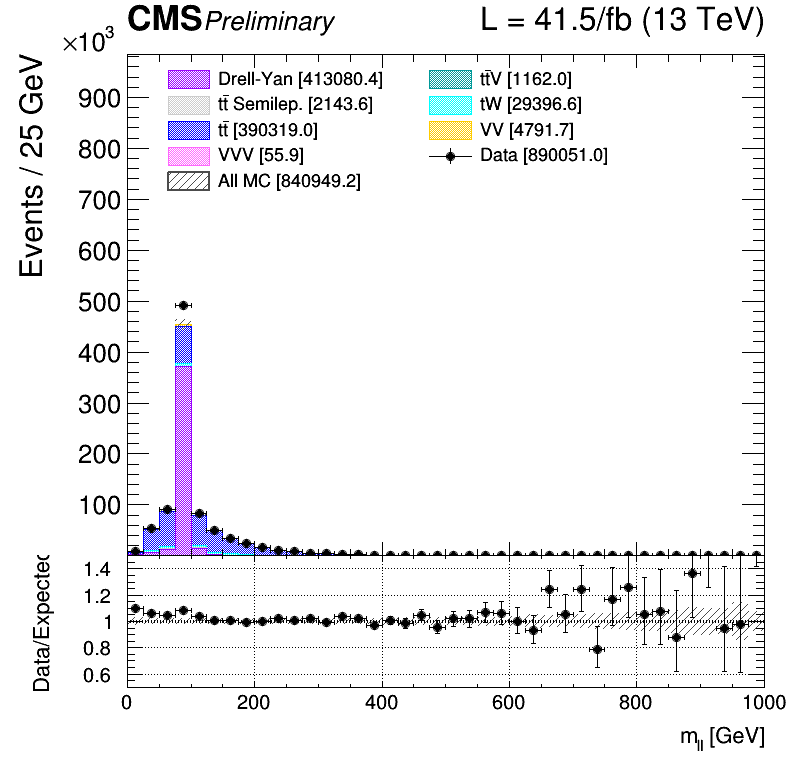 CMS Preliminary L = 41.5/fb (13 TeV)
×10³
Events / 25 GeV
900
800
700
600
500
400
300
200
100
Drell-Yan [413080.4]
tt̄ Semilep. [2143.6]
tt̄ [390319.0]
VVV [55.9]
All MC [840949.2]
tt̄V [1162.0]
tW [29396.6]
VV [4791.7]
Data [890051.0]
Data/Expected
1.4
1.2
1
0.8
0.6
0 200 400 600 800 1000
m_ll [GeV]